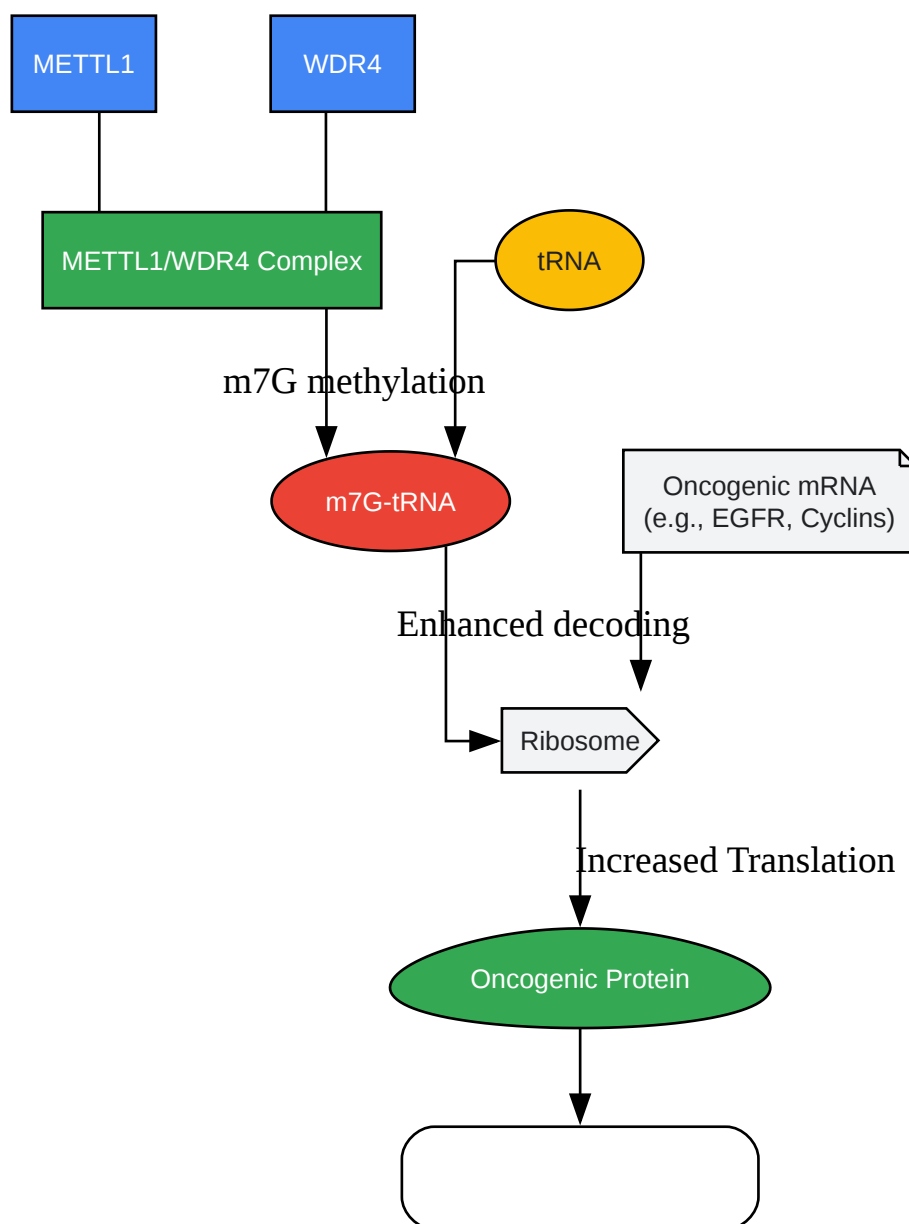 METTL1
WDR4
METTL1/WDR4 Complex
tRNA
m7G methylation
m7G-tRNA
Oncogenic mRNA
(e.g., EGFR, Cyclins)
Enhanced decoding
Ribosome
Increased Translation
Oncogenic Protein